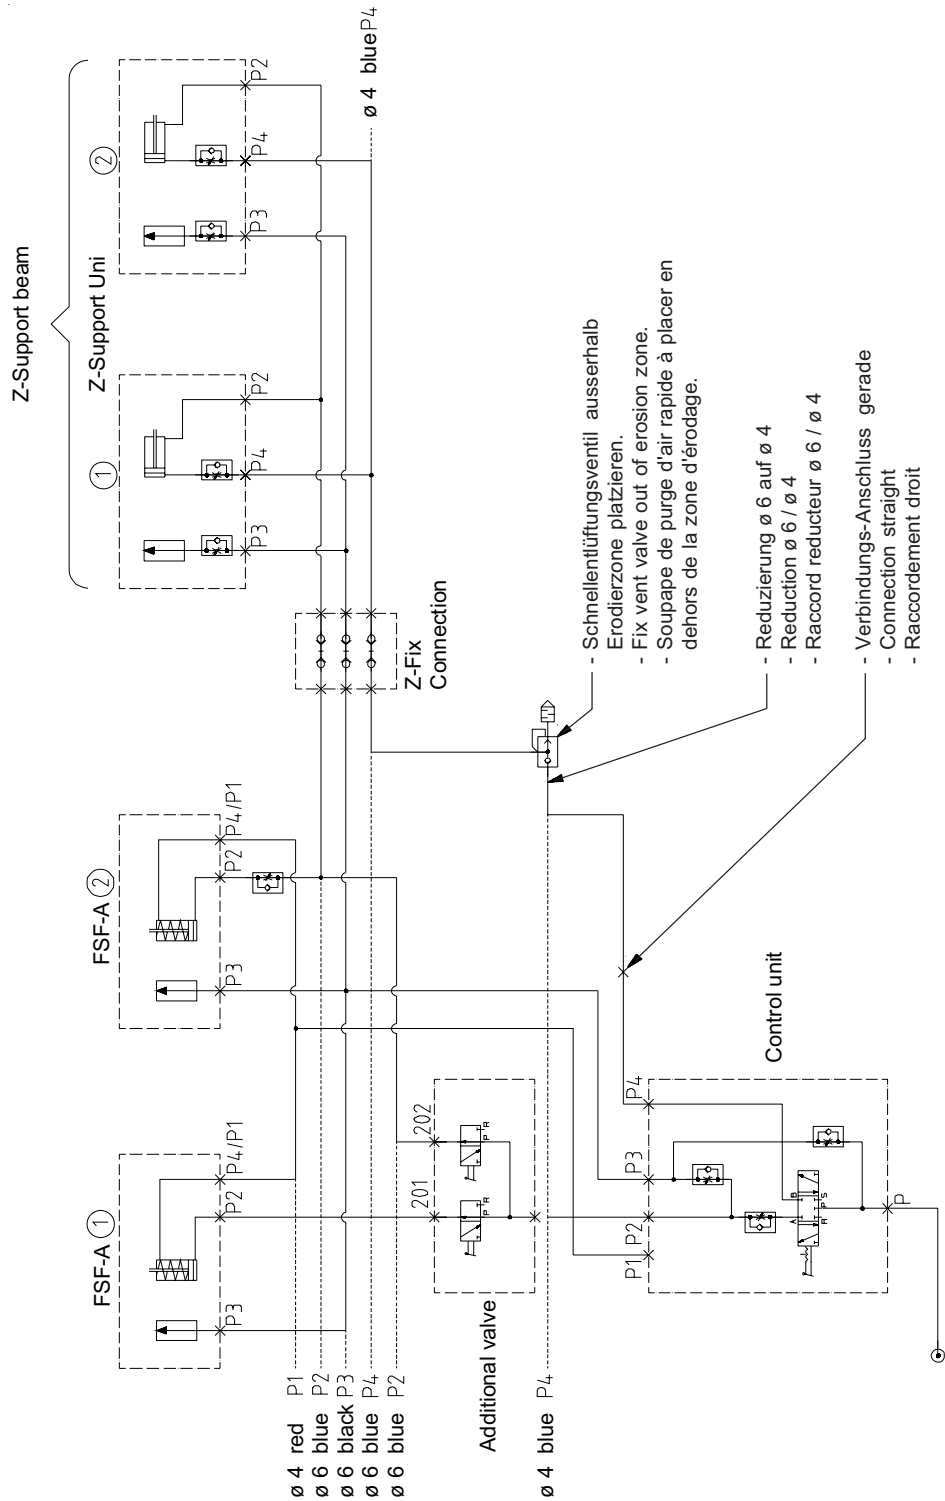 Z-Support beam
Z-Support Uni
1
P3
P4
P2
2
P3
P4
P2
ø 4 blue P4
FSF-A 1
P3
P2
P4/P1
FSF-A 2
P3
P2
P4/P1
Z-Fix
Connection
ø 4 red P1
ø 6 blue P2
ø 6 black P3
ø 6 blue P4
ø 6 blue P2
201
202
P R
P R
Additional valve
ø 4 blue P4
- Schnellentlüftungsventil ausserhalb
Erodierzone platzieren.
- Fix vent valve out of erosion zone.
- Soupape de purge d'air rapide à placer en
dehors de la zone d'érodage.
- Reduzierung ø 6 auf ø 4
- Reduction ø 6 / ø 4
- Raccord reducteur ø 6 / ø 4
- Verbindungs-Anschluss gerade
- Connection straight
- Raccordement droit
Control unit
P1
P2
P3
P4
A B
R P S
P